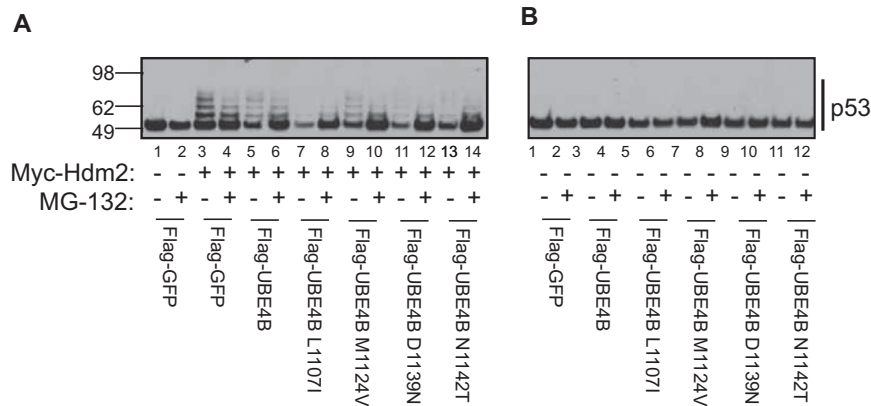 A
B
98
62
49
p53
1 2 3 4 5 6 7 8 9 10 11 12 13 14
1 2 3 4 5 6 7 8 9 10 11 12
Myc-Hdm2: - - + + + + + + + + + + + +
- - - - - - - - - - - -
MG-132: - + - + - + - + - + - + - +
- + - + - + - + - + - +
Flag-GFP
Flag-GFP
Flag-UBE4B
Flag-UBE4B L1107I
Flag-UBE4B M1124V
Flag-UBE4B D1139N
Flag-UBE4B N1142T
Flag-GFP
Flag-UBE4B
Flag-UBE4B L1107I
Flag-UBE4B M1124V
Flag-UBE4B D1139N
Flag-UBE4B N1142T